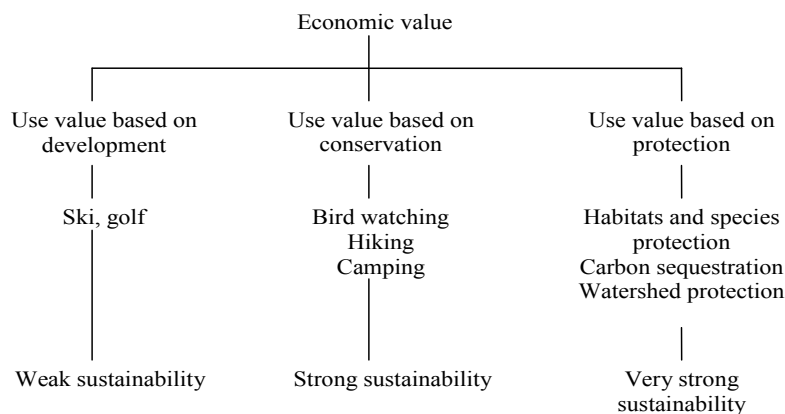 Economic value
Use value based on
development
Use value based on
conservation
Use value based on
protection
Ski, golf
Bird watching
Hiking
Camping
Habitats and species
protection
Carbon sequestration
Watershed protection
Weak sustainability
Strong sustainability
Very strong
sustainability